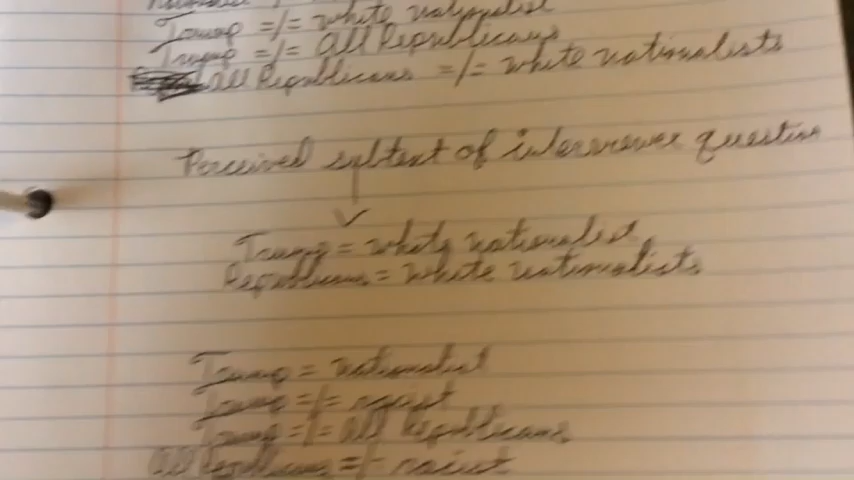 Trump =/= white nationalist
Trump =/= All Republicans
All Republicans =/= white nationalists
Perceived subtext of interviewer question
Trump = white nationalist
Republicans = white nationalists
Trump = nationalist
Trump =/= racist
Trump =/= All Republicans
All Republicans =/= racist